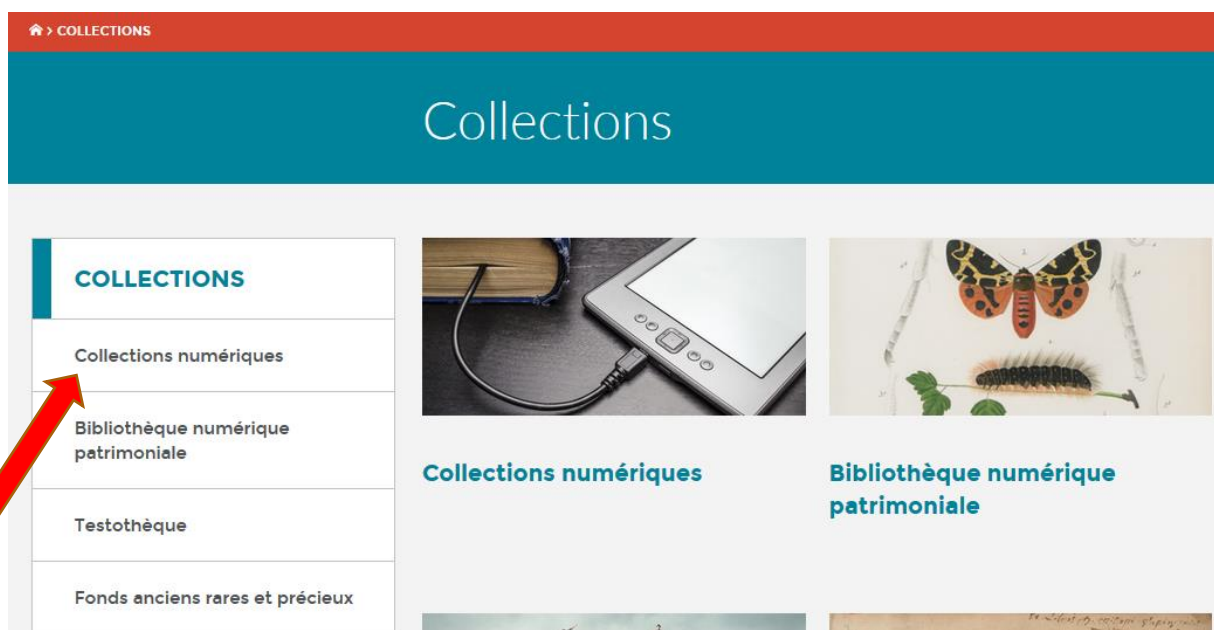 > COLLECTIONS
Collections
COLLECTIONS
Collections numériques
Bibliothèque numérique
patrimoniale
Testothèque
Fonds anciens rares et précieux
Collections numériques
Bibliothèque numérique
patrimoniale